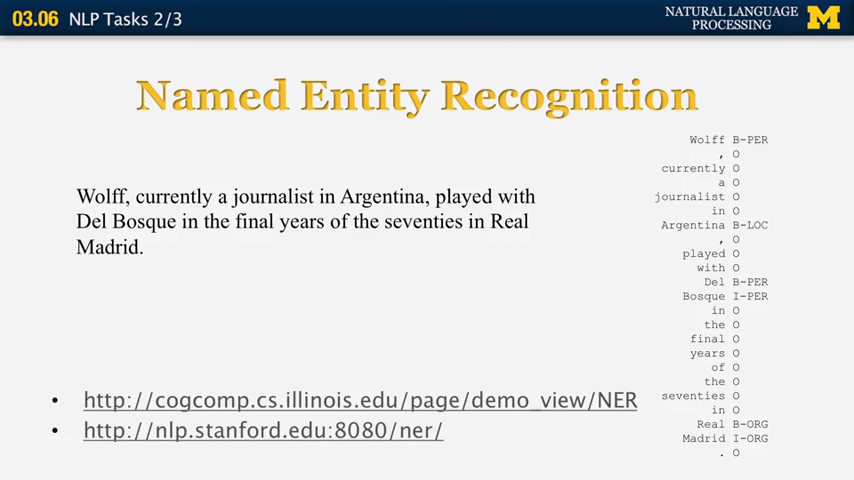 03.06 NLP Tasks 2/3
NATURAL LANGUAGE
PROCESSING
M
Named Entity Recognition
Wolff, currently a journalist in Argentina, played with
Del Bosque in the final years of the seventies in Real
Madrid.
http://cogcomp.cs.illinois.edu/page/demo_view/NER
http://nlp.stanford.edu:8080/ner/
Wolff B-PER
, O
currently O
a O
journalist O
in O
Argentina B-LOC
, O
played O
with O
Del B-PER
Bosque I-PER
in O
the O
final O
years O
of O
the O
seventies O
in O
Real B-ORG
Madrid I-ORG
. O